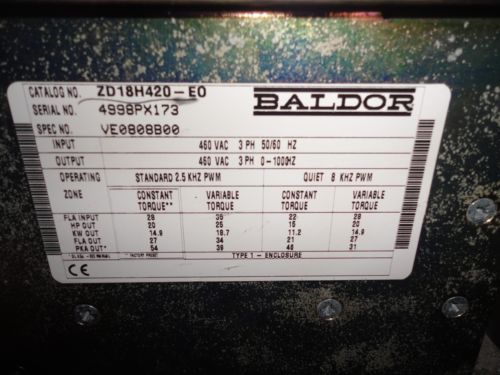 CATALOG NO. ZD18H420-EO
BALDOR
SERIAL NO. 4998PX173
SPEC NO. VE0808B00
INPUT 460 VAC 3 PH 50/60 HZ
OUTPUT 460 VAC 3 PH 0-1000HZ
OPERATING STANDARD 2.5 KHZ PWM QUIET 8 KHZ PWM
ZONE CONSTANT VARIABLE CONSTANT VARIABLE
TORQUE** TORQUE TORQUE TORQUE
FLA INPUT 28 35 22 28
HP OUT 20 25 15 20
KW OUT 14.9 18.7 11.2 14.9
FLA OUT 27 34 21 27
PKA OUT* 54 39 46 31
** FACTORY PRESET TYPE 1 - ENCLOSURE
CE